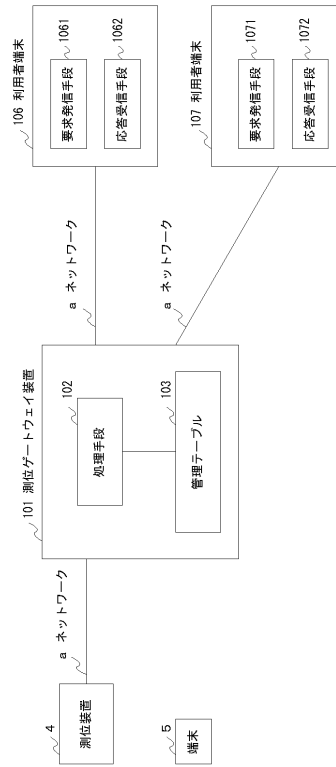 106 利用者端末
1061
要求発信手段
1062
応答受信手段
107 利用者端末
1071
要求発信手段
1072
応答受信手段
a ネットワーク
a ネットワーク
101 測位ゲートウェイ装置
102
処理手段
103
管理テーブル
a ネットワーク
4
測位装置
5
端末